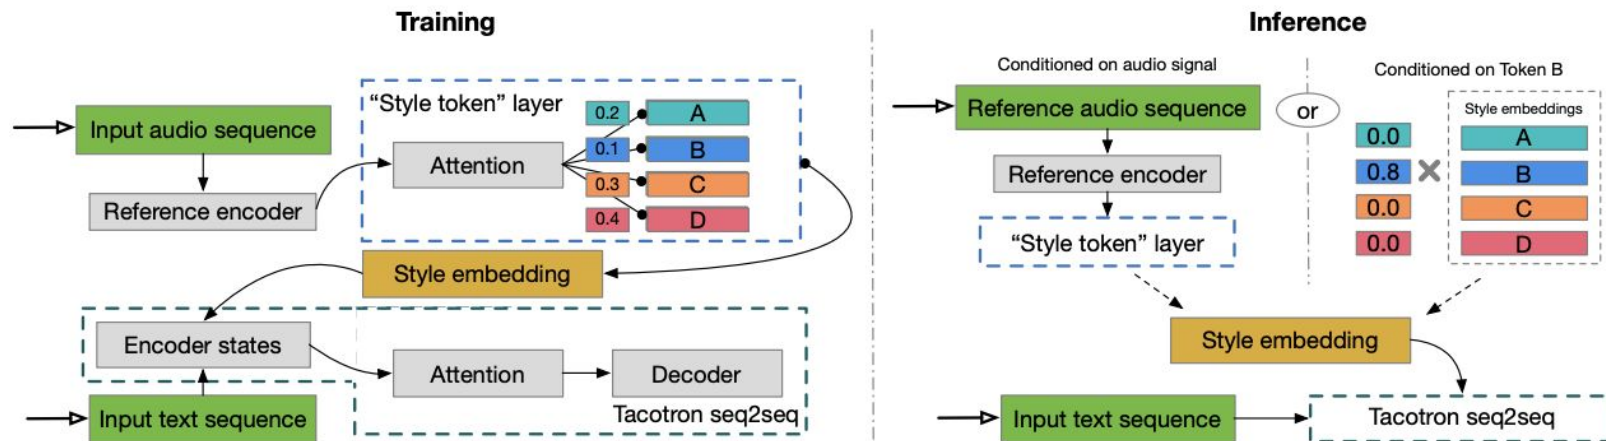 Training
Input audio sequence
Reference encoder
“Style token” layer
Attention
0.2 A
0.1 B
0.3 C
0.4 D
Style embedding
Encoder states
Attention
Decoder
Tacotron seq2seq
Input text sequence
Inference
Conditioned on audio signal
Reference audio sequence
Reference encoder
“Style token” layer
or
Conditioned on Token B
Style embeddings
0.0 A
0.8 B
0.0 C
0.0 D
Style embedding
Input text sequence
Tacotron seq2seq